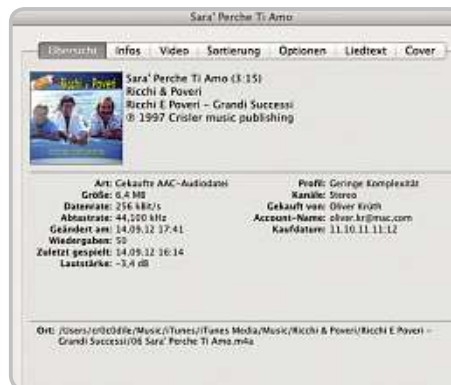 Sara' Perche Ti Amo
Übersicht Infos Video Sortierung Optionen Liedtext Cover
Ricchi e Poveri
Sara' Perche Ti Amo (3:15)
Ricchi & Poveri
Ricchi E Poveri – Grandi Successi
℗ 1997 Crisler music publishing
Art: Gekaufte AAC-Audiodatei
Größe: 6,4 MB
Datenrate: 256 kBit/s
Abtastrate: 44,100 kHz
Geändert am: 14.09.12 17:41
Wiedergaben: 50
Zuletzt gespielt: 14.09.12 16:14
Lautstärke: -3,4 dB
Profil: Geringe Komplexität
Kanäle: Stereo
Gekauft von: Oliver Krüth
Account-Name: oliver.kr@mac.com
Kaufdatum: 11.10.11 11:12
Ort: /Users/cr0c0dile/Music/iTunes/iTunes Media/Music/Ricchi & Poveri/Ricchi E Poveri –
Grandi Successi/06 Sara' Perche Ti Amo.m4a